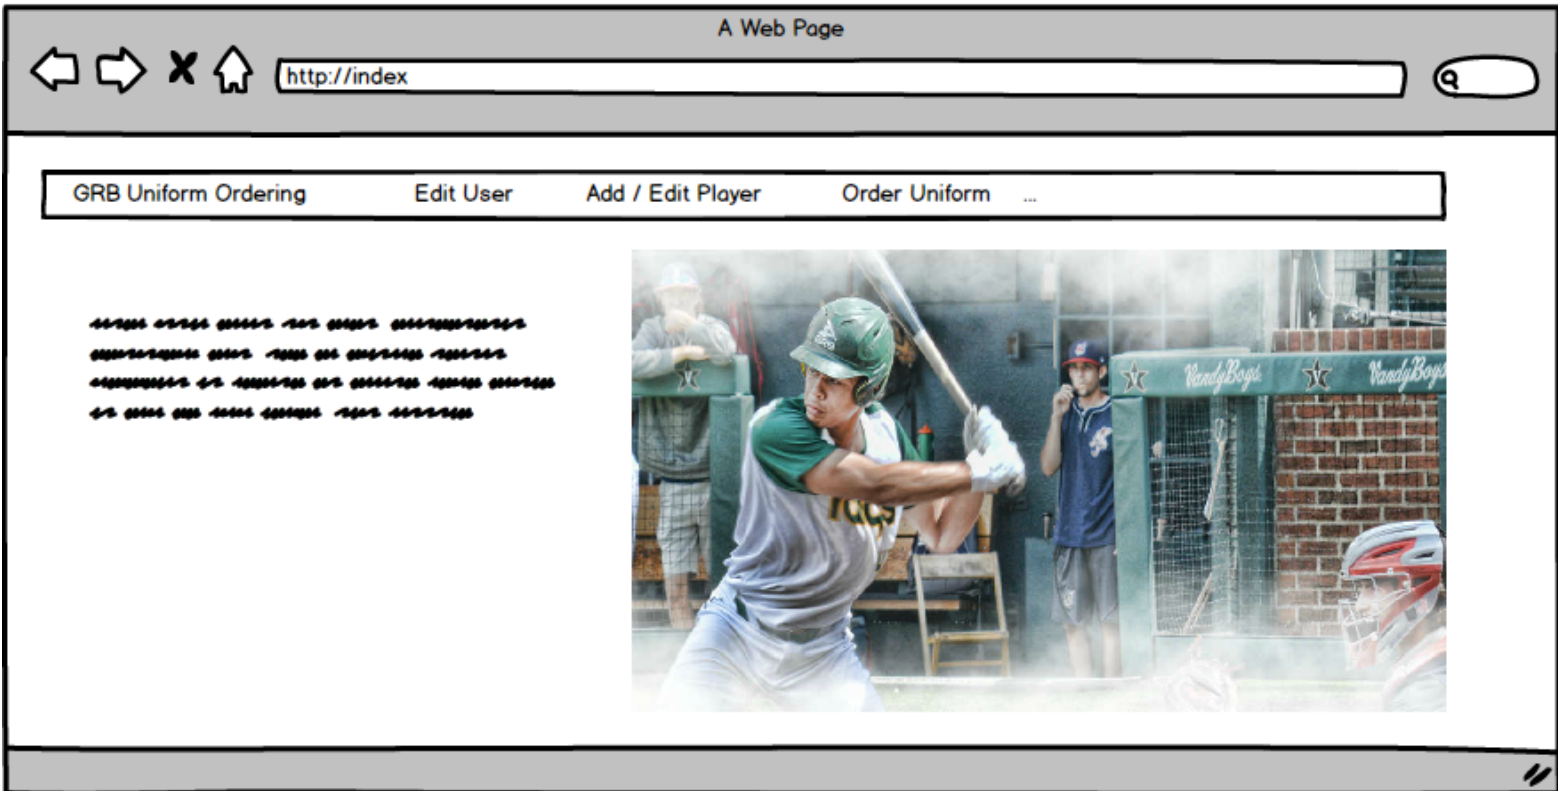 A Web Page
http://index
GRB Uniform Ordering Edit User Add / Edit Player Order Uniform ...
VandyBoys VandyBoys